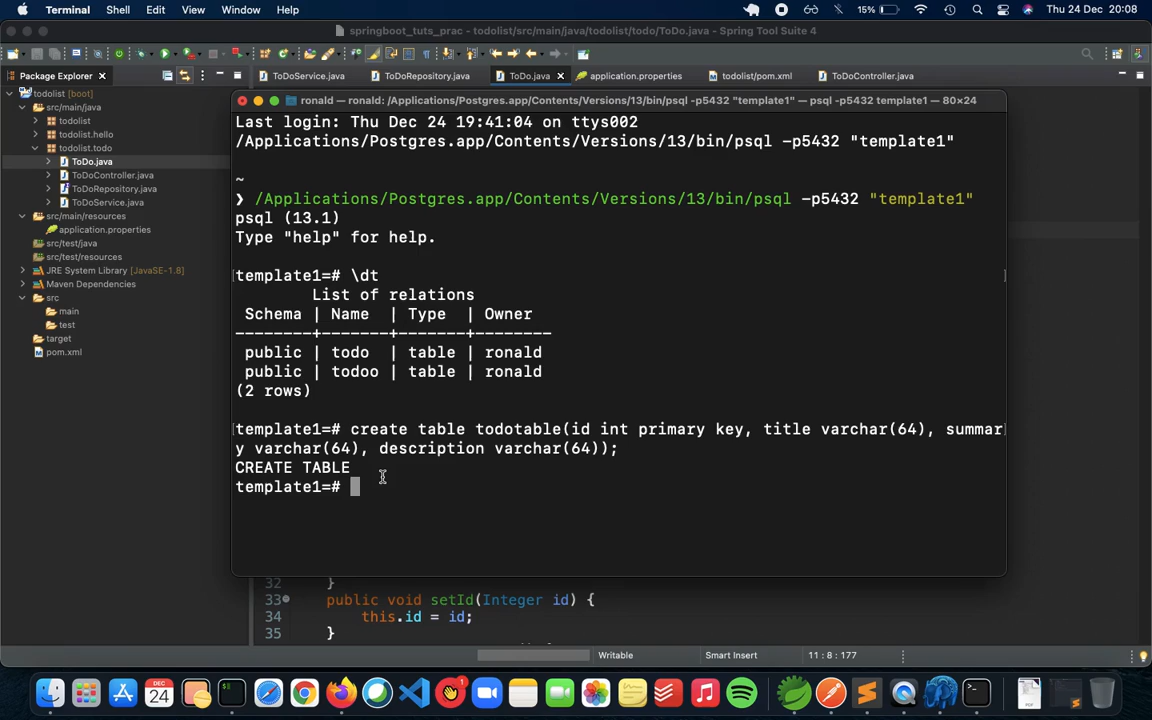 Terminal Shell Edit View Window Help 15% Thu 24 Dec 20:08
springboot_tuts_prac - todolist/src/main/java/todolist/todo/ToDo.java - Spring Tool Suite 4
Package Explorer
ToDoService.java ToDoRepository.java ToDo.java application.properties todolist/pom.xml ToDoController.java
todolist [boot]
src/main/java
todolist
todolist.hello
todolist.todo
ToDo.java
ToDoController.java
ToDoRepository.java
ToDoService.java
src/main/resources
application.properties
src/test/java
src/test/resources
JRE System Library [JavaSE-1.8]
Maven Dependencies
src
main
test
target
pom.xml
ronald — ronald: /Applications/Postgres.app/Contents/Versions/13/bin/psql -p5432 "template1" — psql -p5432 template1 — 80×24
Last login: Thu Dec 24 19:41:04 on ttys002
/Applications/Postgres.app/Contents/Versions/13/bin/psql -p5432 "template1"
~
❯ /Applications/Postgres.app/Contents/Versions/13/bin/psql -p5432 "template1"
psql (13.1)
Type "help" for help.
template1=# \dt
List of relations
Schema | Name | Type | Owner
--------+-------+-------+--------
public | todo | table | ronald
public | todoo | table | ronald
(2 rows)
template1=# create table todotable(id int primary key, title varchar(64), summar
y varchar(64), description varchar(64));
CREATE TABLE
template1=#
32 }
33 public void setId(Integer id) {
34 this.id = id;
35 }
Writable Smart Insert 11 : 8 : 177
DEC
24